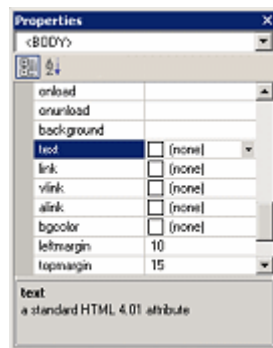 Properties
<BODY>
onload
onunload
background
text (none)
link (none)
vlink (none)
alink (none)
bgcolor (none)
leftmargin 10
topmargin 15
text
a standard HTML 4.01 attribute